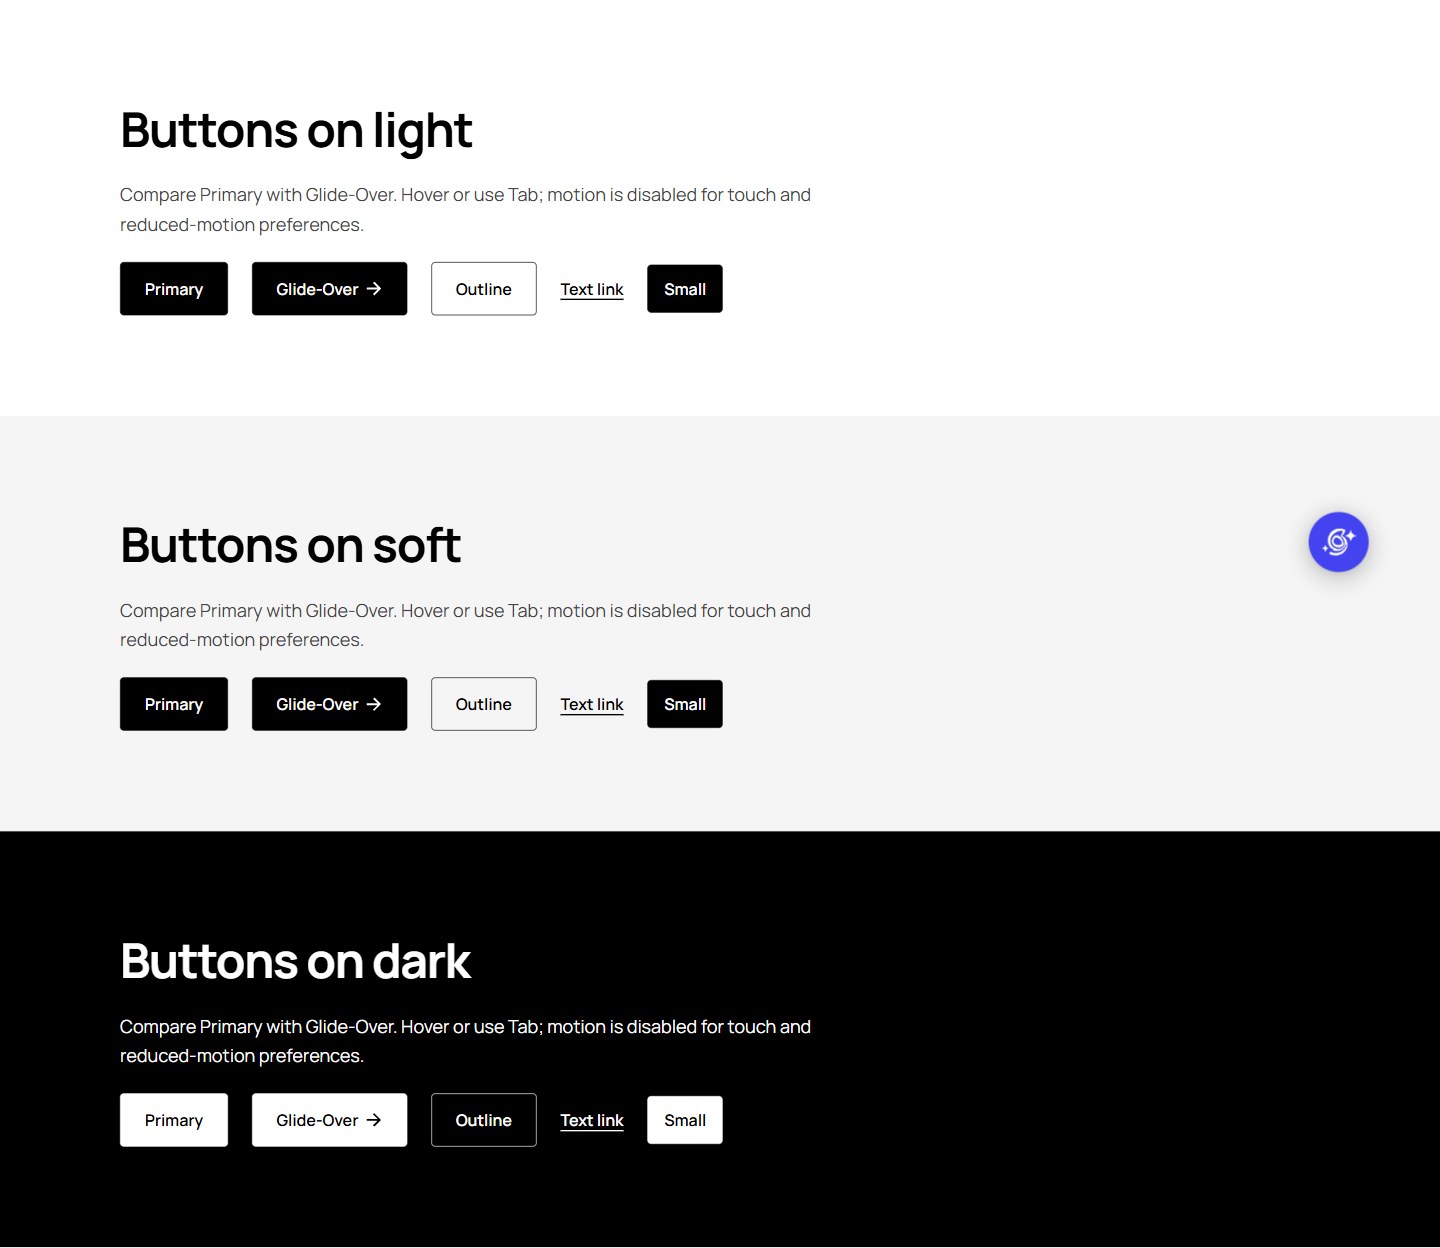 Buttons on light
Compare Primary with Glide-Over. Hover or use Tab; motion is disabled for touch and
reduced-motion preferences.
Primary Glide-Over → Outline Text link Small
Buttons on soft
Compare Primary with Glide-Over. Hover or use Tab; motion is disabled for touch and
reduced-motion preferences.
Primary Glide-Over → Outline Text link Small
Buttons on dark
Compare Primary with Glide-Over. Hover or use Tab; motion is disabled for touch and
reduced-motion preferences.
Primary Glide-Over → Outline Text link Small